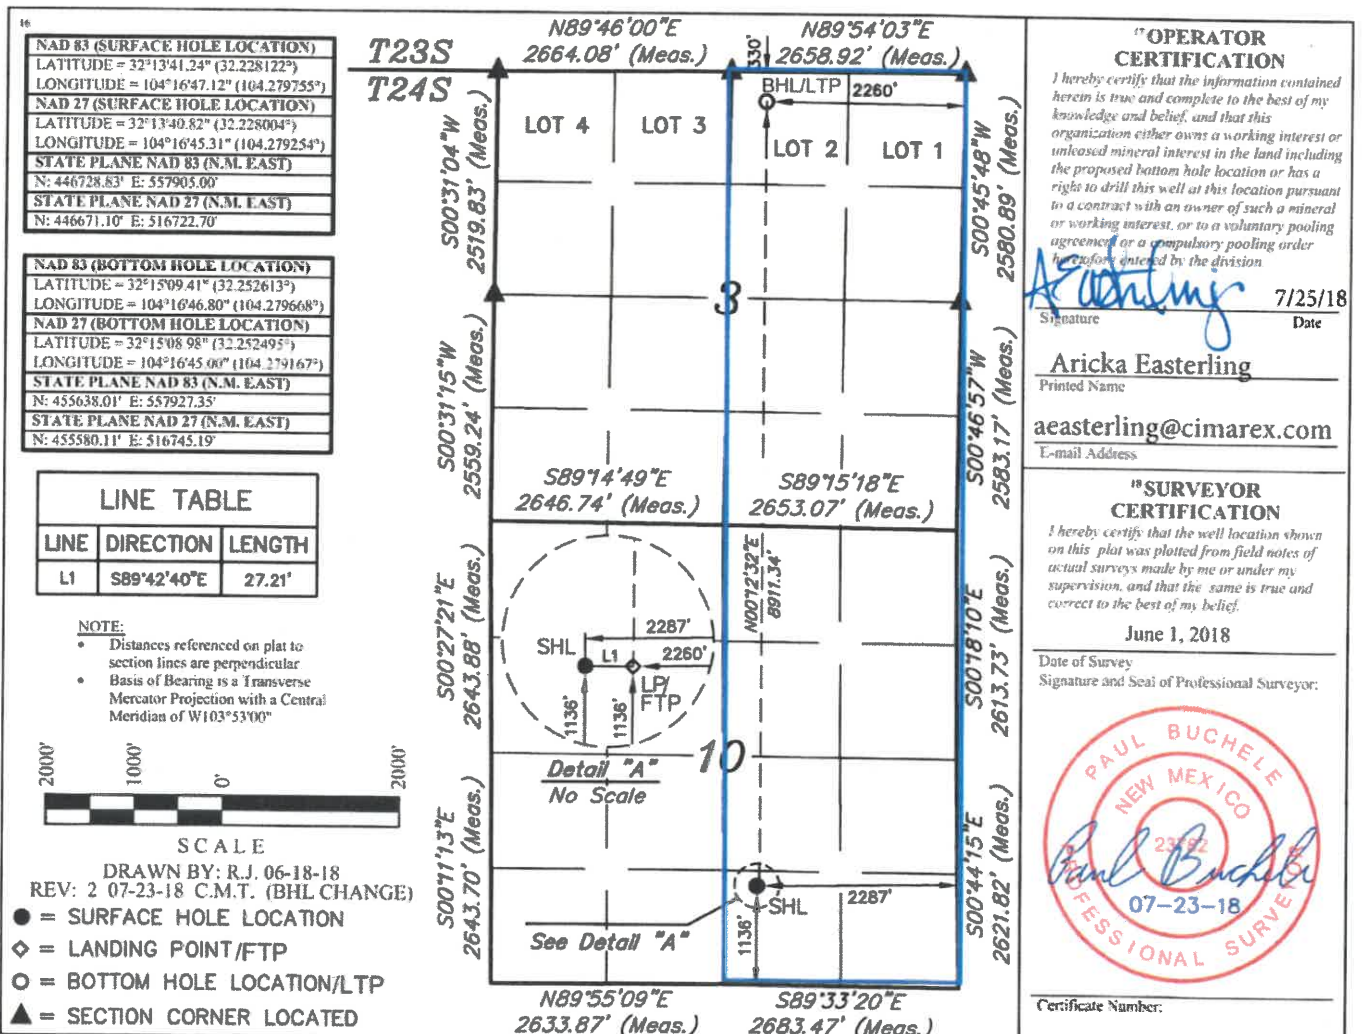 16
NAD 83 (SURFACE HOLE LOCATION)
LATITUDE = 32°13'41.24" (32.228122°)
LONGITUDE = 104°16'47.12" (104.279755°)
NAD 27 (SURFACE HOLE LOCATION)
LATITUDE = 32°13'40.82" (32.228004°)
LONGITUDE = 104°16'45.31" (104.279254°)
STATE PLANE NAD 83 (N.M. EAST)
N: 446728.83' E: 557905.00'
STATE PLANE NAD 27 (N.M. EAST)
N: 446671.10' E: 516722.70'
NAD 83 (BOTTOM HOLE LOCATION)
LATITUDE = 32°15'09.41" (32.252613°)
LONGITUDE = 104°16'46.80" (104.279668°)
NAD 27 (BOTTOM HOLE LOCATION)
LATITUDE = 32°15'08.98" (32.252495°)
LONGITUDE = 104°16'45.00" (104.279167°)
STATE PLANE NAD 83 (N.M. EAST)
N: 455638.01' E: 557927.35'
STATE PLANE NAD 27 (N.M. EAST)
N: 455580.11' E: 516745.19'
LINE TABLE
LINE DIRECTION LENGTH
L1 S89°42'40"E 27.21'
NOTE:
• Distances referenced on plat to
section lines are perpendicular
• Basis of Bearing is a Transverse
Mercator Projection with a Central
Meridian of W103°53'00"
2000' 1000' 0' 2000'
SCALE
DRAWN BY: R.J. 06-18-18
REV: 2 07-23-18 C.M.T. (BHL CHANGE)
= SURFACE HOLE LOCATION
= LANDING POINT/FTP
= BOTTOM HOLE LOCATION/LTP
= SECTION CORNER LOCATED
T23S
T24S
N89°46'00"E
2664.08' (Meas.)
N89°54'03"E
2658.92' (Meas.)
330'
BHL/LTP 2260'
LOT 4 LOT 3 LOT 2 LOT 1
S00°31'04"W
2519.83' (Meas.)
S00°45'48"W
2580.89' (Meas.)
3
S00°31'15"W
2559.24' (Meas.)
S00°46'57"W
2583.17' (Meas.)
S89°14'49"E
2646.74' (Meas.)
S89°15'18"E
2653.07' (Meas.)
N00°12'32"E
8911.34'
S00°27'21"E
2643.88' (Meas.)
S00°18'10"E
2613.73' (Meas.)
2287'
SHL L1 2260'
LP/
FTP
1136' 1136'
10
Detail "A"
No Scale
S00°11'13"E
2643.70' (Meas.)
S00°44'15"E
2621.82' (Meas.)
2287'
SHL
1136'
See Detail "A"
N89°55'09"E
2633.87' (Meas.)
S89°33'20"E
2683.47' (Meas.)
17 OPERATOR
CERTIFICATION
I hereby certify that the information contained
herein is true and complete to the best of my
knowledge and belief, and that this
organization either owns a working interest or
unleased mineral interest in the land including
the proposed bottom hole location or has a
right to drill this well at this location pursuant
to a contract with an owner of such a mineral
or working interest, or to a voluntary pooling
agreement or a compulsory pooling order
heretofore entered by the division
A Easterling
7/25/18
Signature Date
Aricka Easterling
Printed Name
aeasterling@cimarex.com
E-mail Address
18 SURVEYOR
CERTIFICATION
I hereby certify that the well location shown
on this plat was plotted from field notes of
actual surveys made by me or under my
supervision, and that the same is true and
correct to the best of my belief.
June 1, 2018
Date of Survey
Signature and Seal of Professional Surveyor:
PAUL BUCHELE
NEW MEXICO
23782
Paul Buchele
07-23-18
PROFESSIONAL SURVEYOR
Certificate Number: